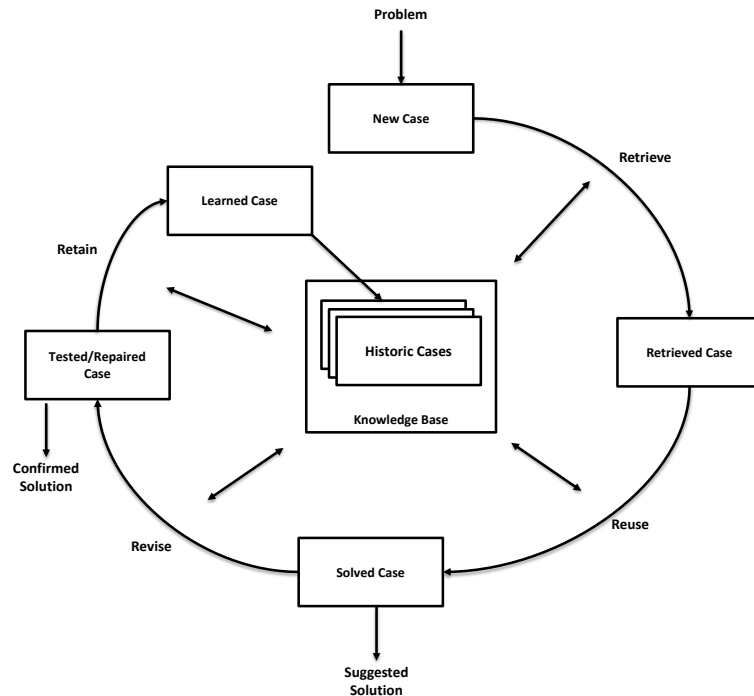 Problem
New Case
Retrieve
Learned Case
Retain
Historic Cases
Knowledge Base
Tested/Repaired
Case
Retrieved Case
Confirmed
Solution
Reuse
Revise
Solved Case
Suggested
Solution